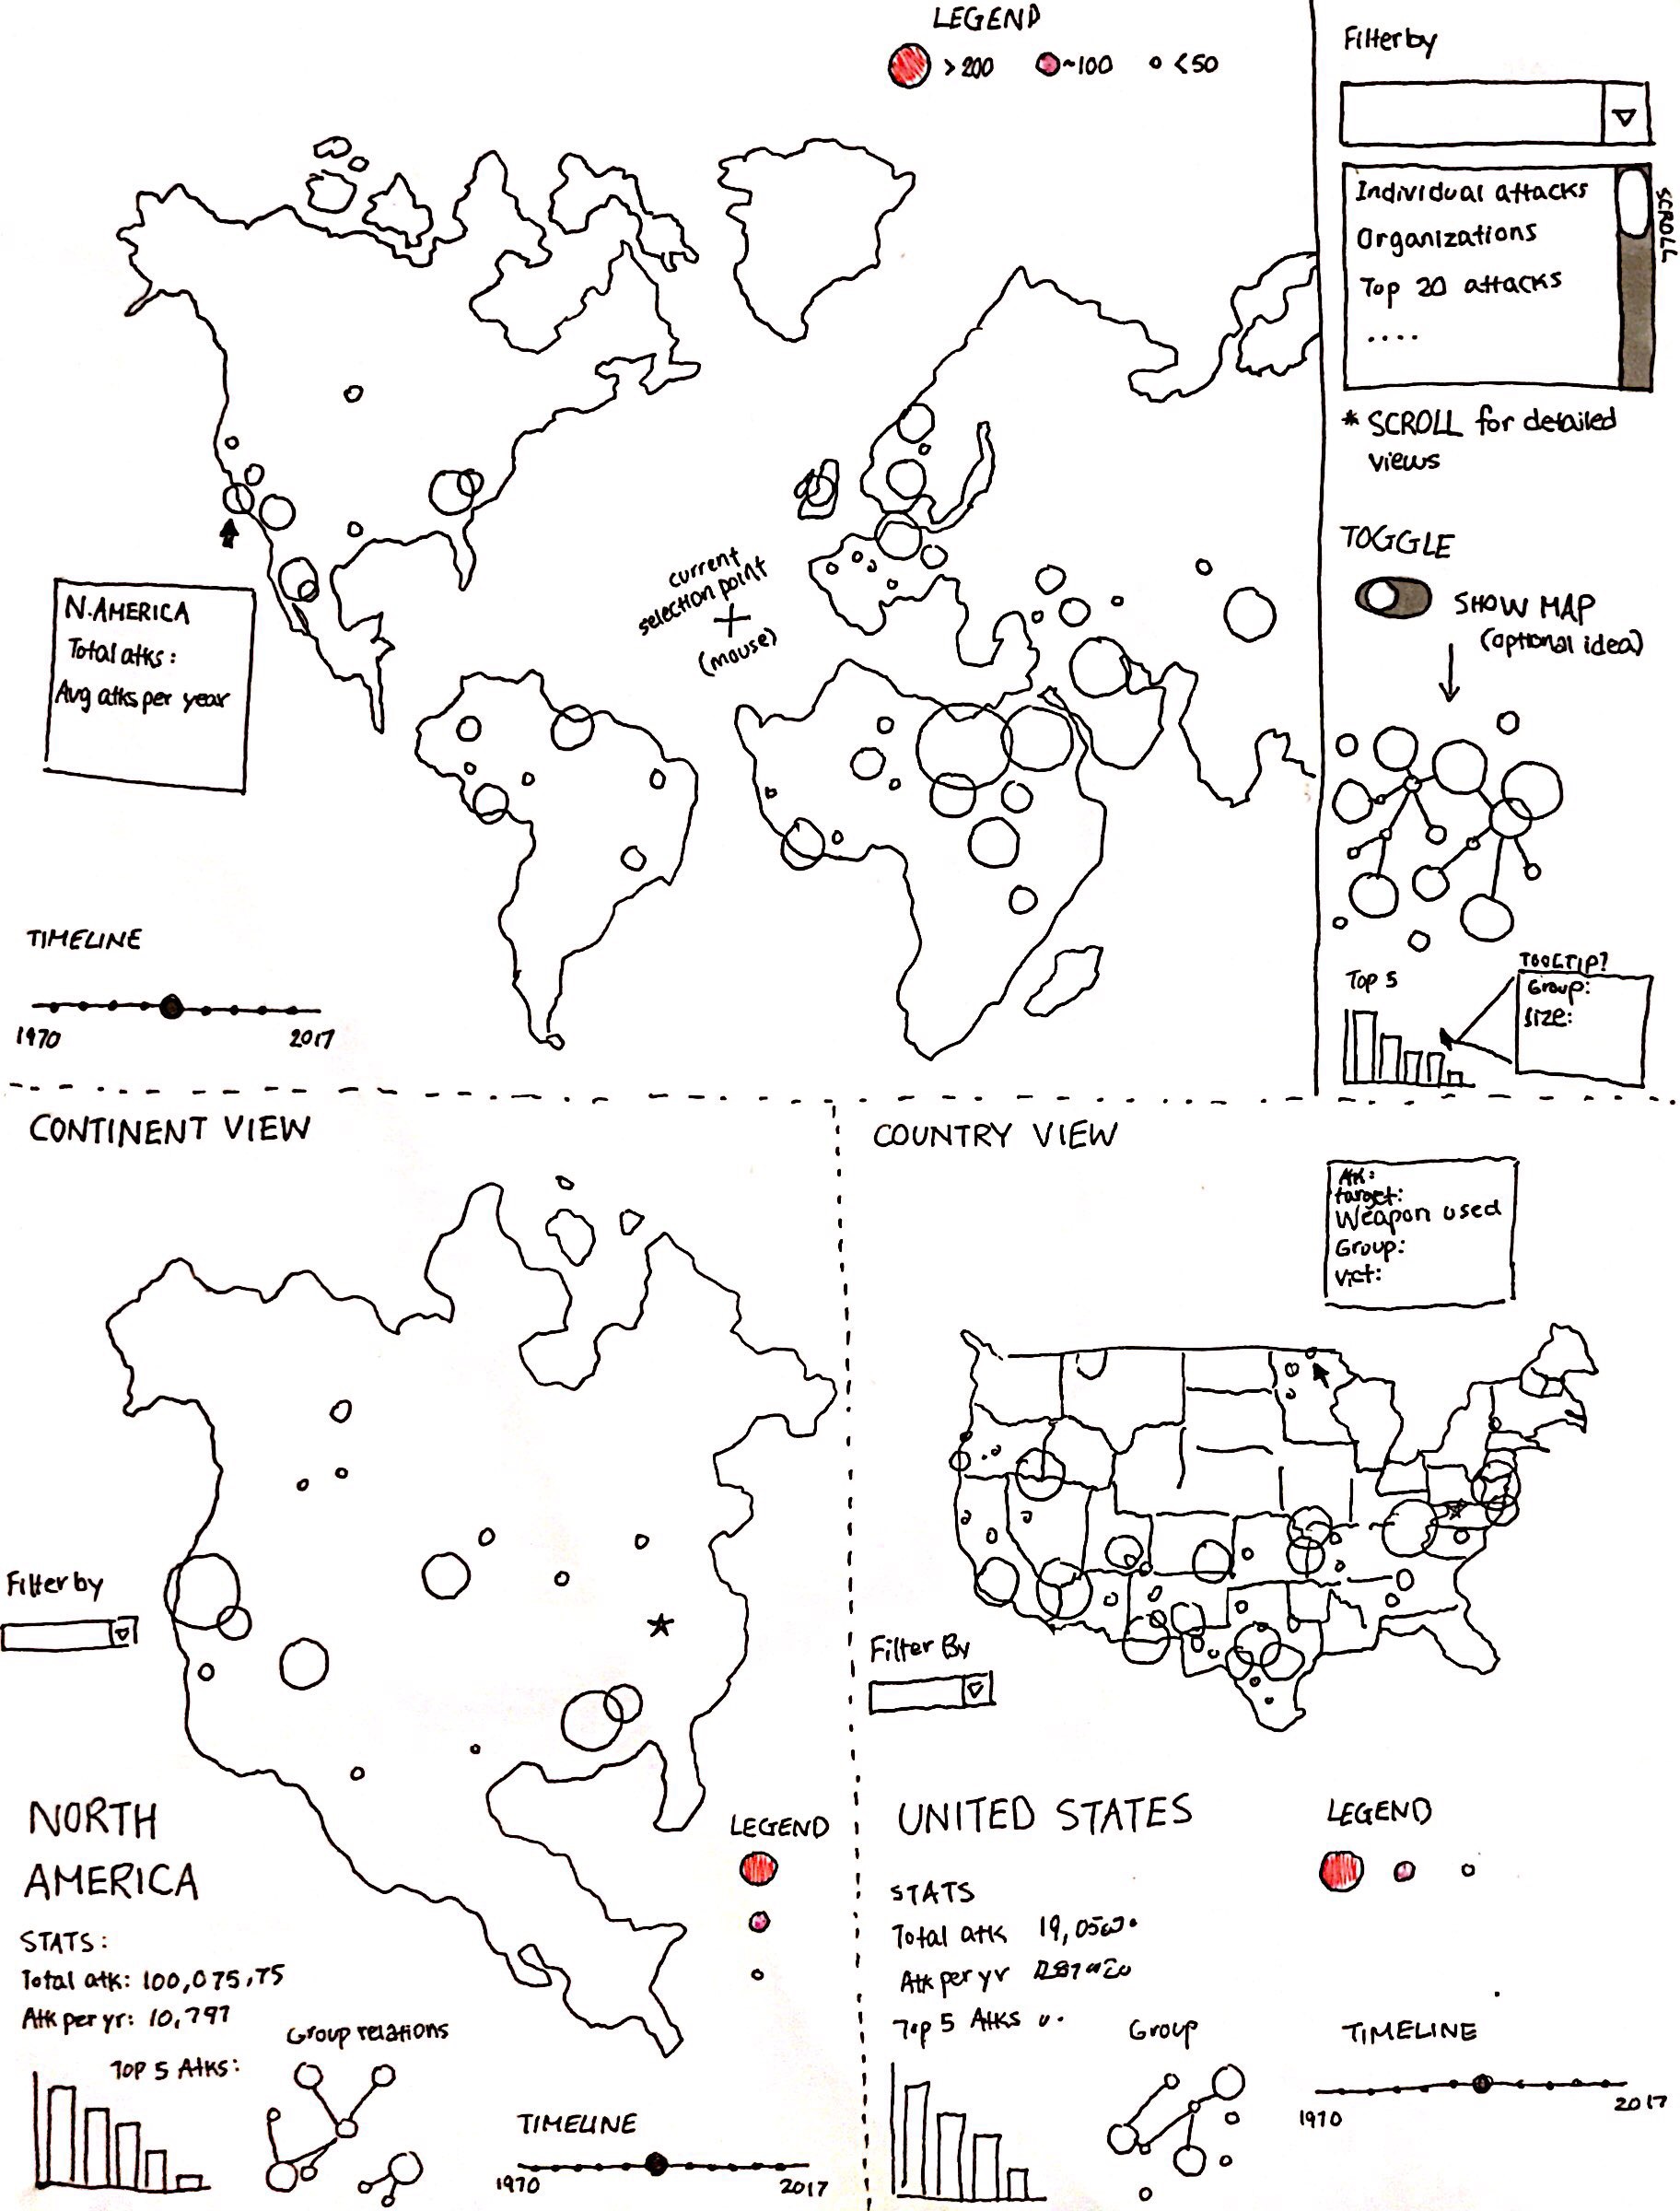 LEGEND
> 200
~100
<50
Filter by
Individual attacks
Organizations
Top 20 attacks
....
SCROLL
* SCROLL for detailed
views
TOGGLE
SHOW MAP
(optional idea)
current
selection point
(mouse)
N.AMERICA
Total atks:
Avg atks per year
TIMELINE
1970
2017
Top 5
TOOLTIP?
Group:
Size:
CONTINENT VIEW
Filter by
NORTH
AMERICA
STATS:
Total atk: 100,075,75
Atk per yr: 10,797
Top 5 Atks:
Group relations
LEGEND
TIMELINE
1970
2017
COUNTRY VIEW
Atk:
target:
Weapon used
Group:
Vict:
Filter By
UNITED STATES
LEGEND
STATS
Total atk
Atk per yr
Top 5 Atks
Group
TIMELINE
1970
2017